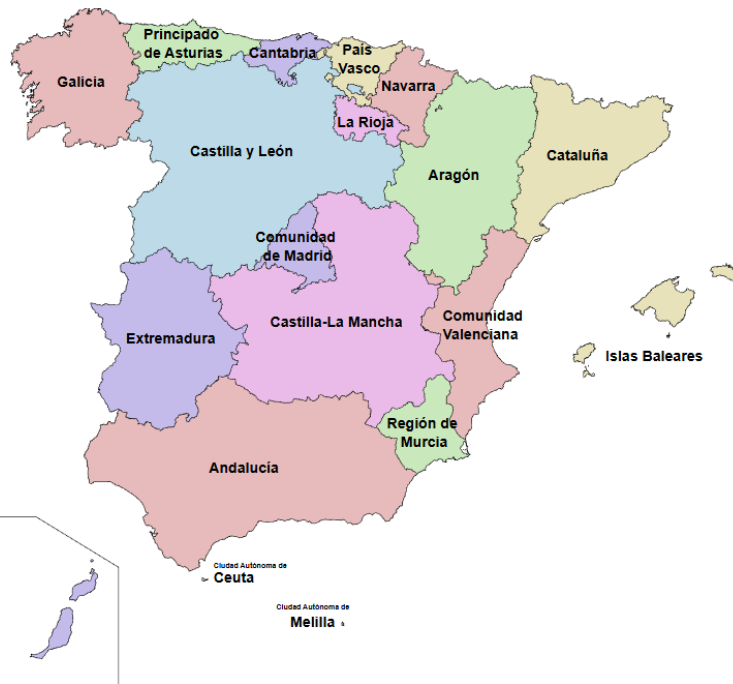 Principado
de Asturias
Cantabria
País
Vasco
Galicia
Navarra
La Rioja
Castilla y León
Cataluña
Aragón
Comunidad
de Madrid
Comunidad
Valenciana
Castilla-La Mancha
Extremadura
Islas Baleares
Región de
Murcia
Andalucía
Ciudad Autónoma de
Ceuta
Ciudad Autónoma de
Melilla